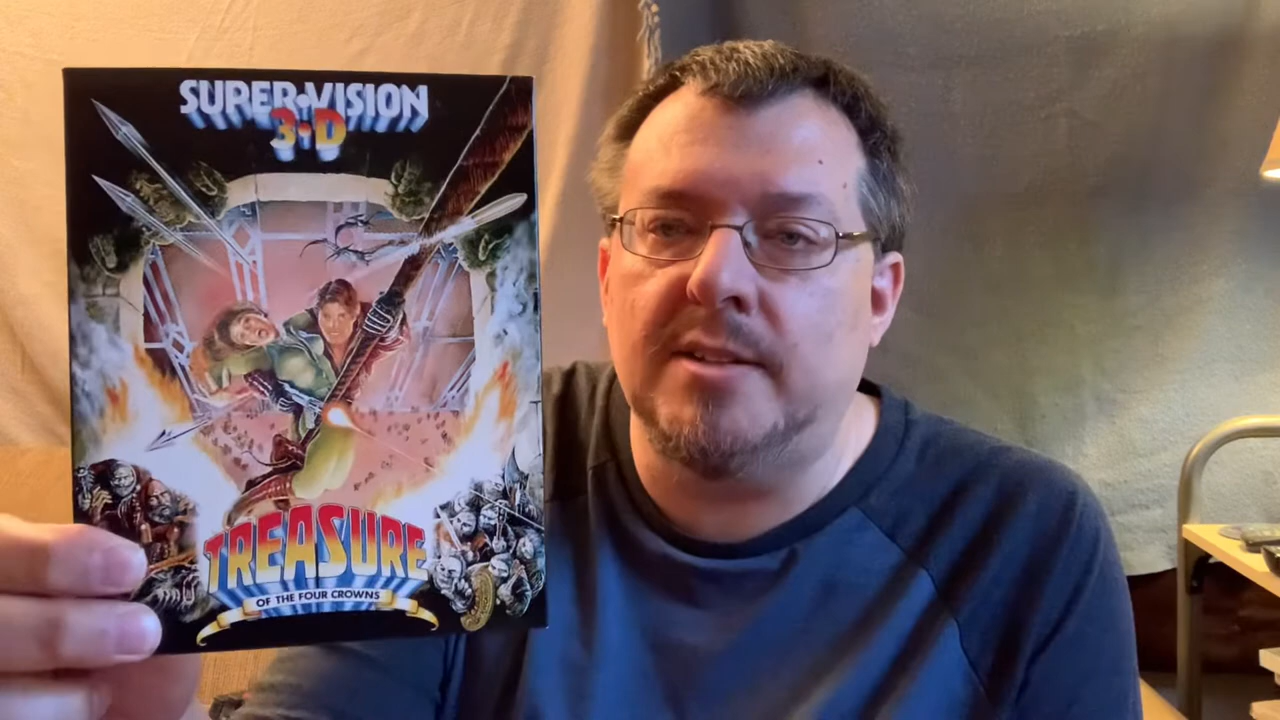 SUPER•VISION
3•D
TREASURE
OF THE FOUR CROWNS